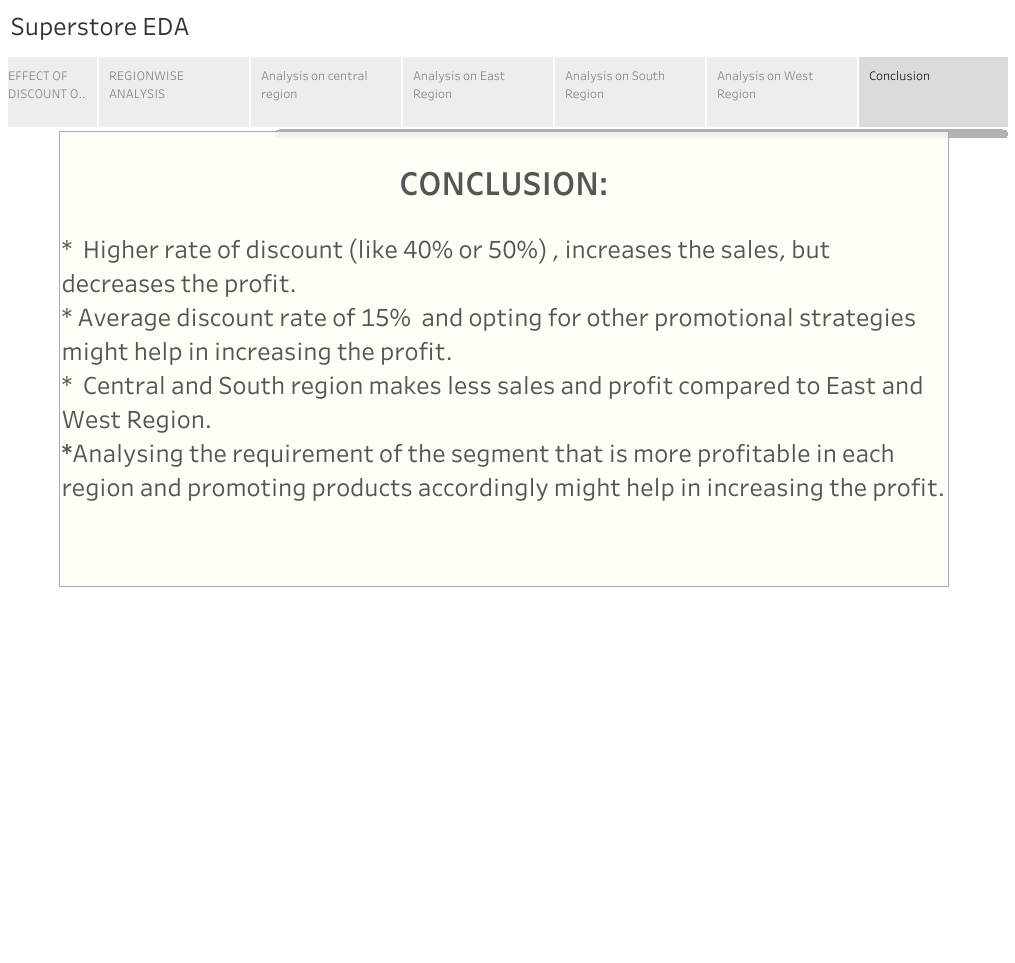 Superstore EDA
EFFECT OF
DISCOUNT O..
REGIONWISE
ANALYSIS
Analysis on central
region
Analysis on East
Region
Analysis on South
Region
Analysis on West
Region
Conclusion
CONCLUSION:
*  Higher rate of discount (like 40% or 50%) , increases the sales, but
decreases the profit.
* Average discount rate of 15%  and opting for other promotional strategies
might help in increasing the profit.
*  Central and South region makes less sales and profit compared to East and
West Region.
*Analysing the requirement of the segment that is more profitable in each
region and promoting products accordingly might help in increasing the profit.